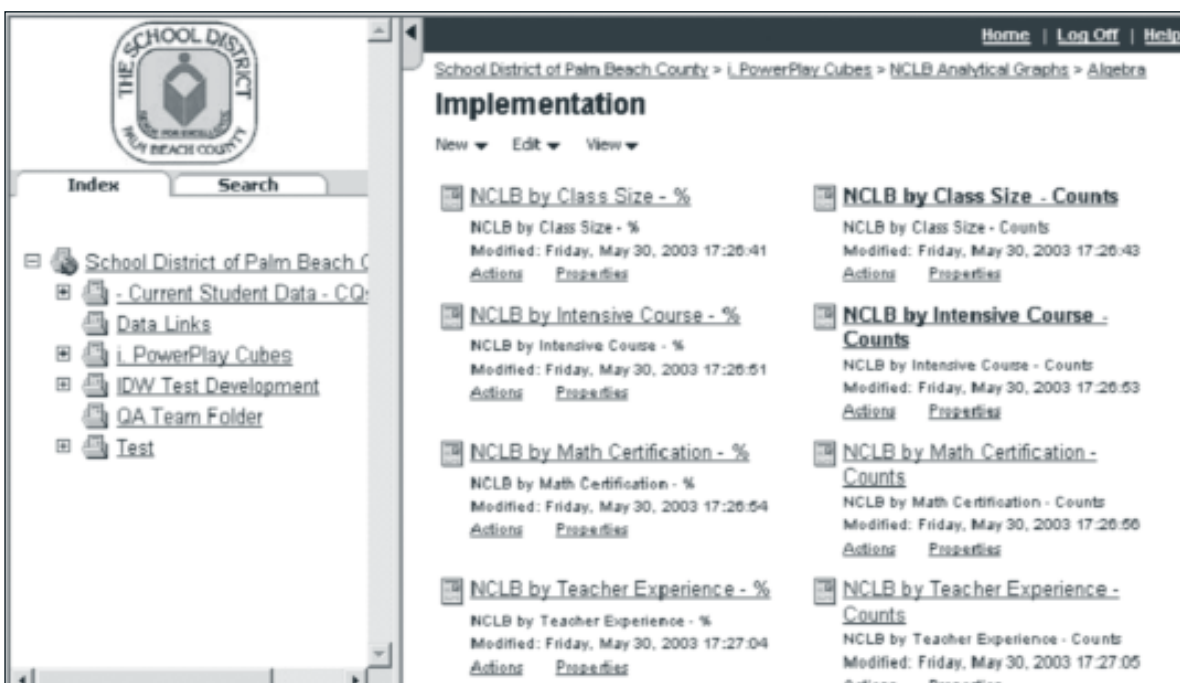 THE SCHOOL DISTRICT
PALM BEACH COUNTY
Index
Search
School District of Palm Beach C
- Current Student Data - CQ
Data Links
i. PowerPlay Cubes
IDW Test Development
QA Team Folder
Test
Home | Log Off | Help
School District of Palm Beach County > i. PowerPlay Cubes > NCLB Analytical Graphs > Algebra
Implementation
New Edit View
NCLB by Class Size - %
NCLB by Class Size - %
Modified: Friday, May 30, 2003 17:26:41
Actions Properties
NCLB by Class Size - Counts
NCLB by Class Size - Counts
Modified: Friday, May 30, 2003 17:26:43
Actions Properties
NCLB by Intensive Course - %
NCLB by Intensive Course - %
Modified: Friday, May 30, 2003 17:26:51
Actions Properties
NCLB by Intensive Course -
Counts
NCLB by Intensive Course - Counts
Modified: Friday, May 30, 2003 17:26:53
Actions Properties
NCLB by Math Certification - %
NCLB by Math Certification - %
Modified: Friday, May 30, 2003 17:26:54
Actions Properties
NCLB by Math Certification -
Counts
NCLB by Math Certification - Counts
Modified: Friday, May 30, 2003 17:26:56
Actions Properties
NCLB by Teacher Experience - %
NCLB by Teacher Experience - %
Modified: Friday, May 30, 2003 17:27:04
Actions Properties
NCLB by Teacher Experience -
Counts
NCLB by Teacher Experience - Counts
Modified: Friday, May 30, 2003 17:27:05
Actions Properties